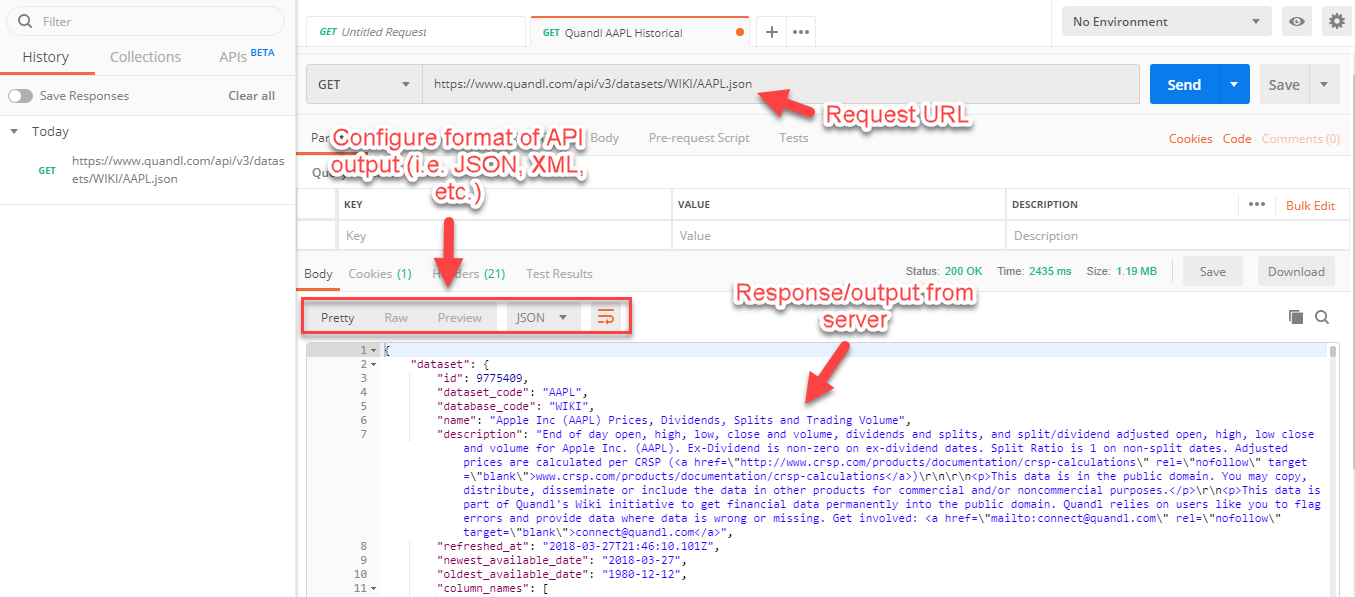 Filter
GET Untitled Request
GET Quandl AAPL Historical
No Environment
History
Collections
APIs BETA
Save Responses
Clear all
Today
GET
https://www.quandl.com/api/v3/datas
ets/WIKI/AAPL.json
GET
https://www.quandl.com/api/v3/datasets/WIKI/AAPL.json
Send
Save
Request URL
Configure format of API
output (i.e. JSON, XML,
etc.)
Body
Pre-request Script
Tests
Cookies
Code
Comments (0)
KEY
VALUE
DESCRIPTION
Bulk Edit
Key
Value
Description
Body
Cookies (1)
Headers (21)
Test Results
Status: 200 OK
Time: 2435 ms
Size: 1.19 MB
Save
Download
Response/output from
server
Pretty
Raw
Preview
JSON
1 {
2 "dataset": {
3 "id": 9775409,
4 "dataset_code": "AAPL",
5 "database_code": "WIKI",
6 "name": "Apple Inc (AAPL) Prices, Dividends, Splits and Trading Volume",
7 "description": "End of day open, high, low, close and volume, dividends and splits, and split/dividend adjusted open, high, low close
and volume for Apple Inc. (AAPL). Ex-Dividend is non-zero on ex-dividend dates. Split Ratio is 1 on non-split dates. Adjusted
prices are calculated per CRSP (<a href=\"http://www.crsp.com/products/documentation/crsp-calculations\" rel=\"nofollow\" target
=\"blank\">www.crsp.com/products/documentation/crsp-calculations</a>)\r\n\r\n<p>This data is in the public domain. You may copy,
distribute, disseminate or include the data in other products for commercial and/or noncommercial purposes.</p>\r\n<p>This data is
part of Quandl's Wiki initiative to get financial data permanently into the public domain. Quandl relies on users like you to flag
errors and provide data where data is wrong or missing. Get involved: <a href=\"mailto:connect@quandl.com\" rel=\"nofollow\"
target=\"blank\">connect@quandl.com</a>",
8 "refreshed_at": "2018-03-27T21:46:10.101Z",
9 "newest_available_date": "2018-03-27",
10 "oldest_available_date": "1980-12-12",
11 "column_names": [